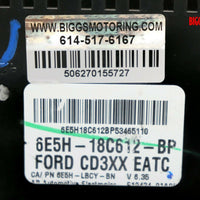 www.BIGGSMOTORING.com
BIGG
614-517-6167
506270155727
6E5H18C612BP53465110
6E5H-18C612-BP
FORD CD3XX EATC
CA/ PN 6E5H-LBCY-BN V 6.35